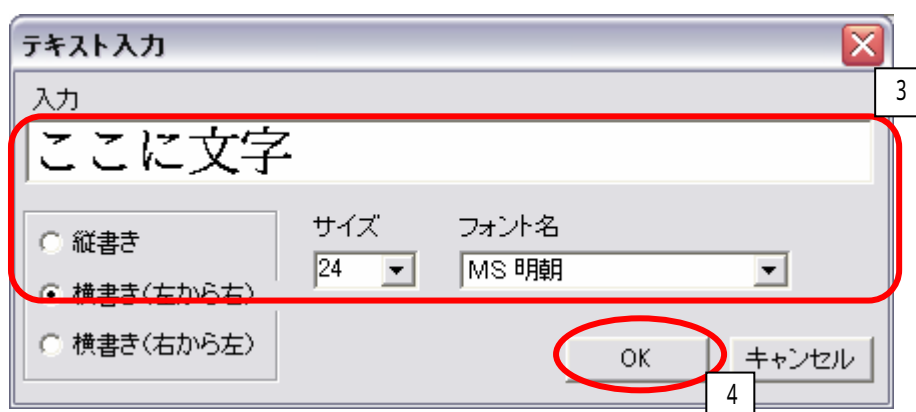 テキスト入力
3
入力
ここに文字
縦書き
サイズ フォント名
24 MS 明朝
横書き(左から右)
横書き(右から左)
OK キャンセル
4